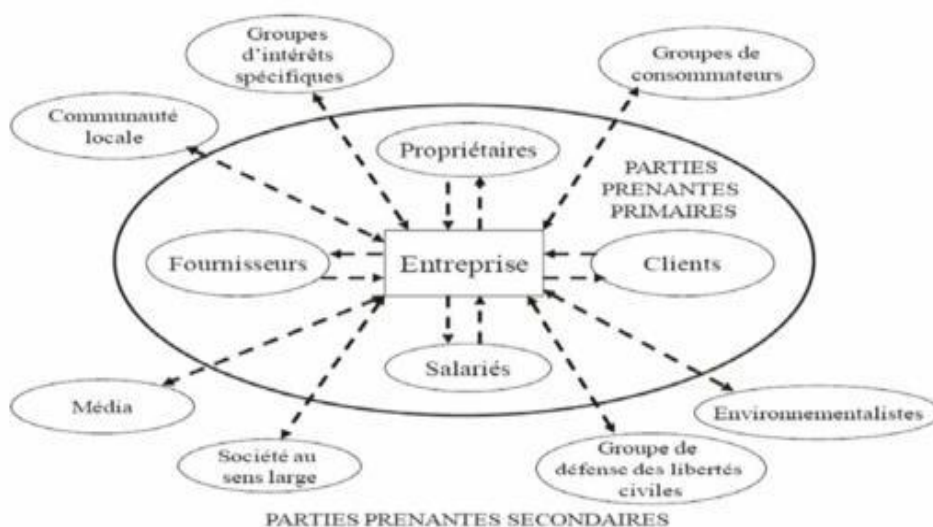 Groupes
d'intérêts
spécifiques
Groupes de
consommateurs
Communauté
locale
Propriétaires
PARTIES
PRENANTES
PRIMAIRES
Fournisseurs
Entreprise
Clients
Salariés
Média
Environnementalistes
Société au
sens large
Groupe de
défense des libertés
civiles
PARTIES PRENANTES SECONDAIRES